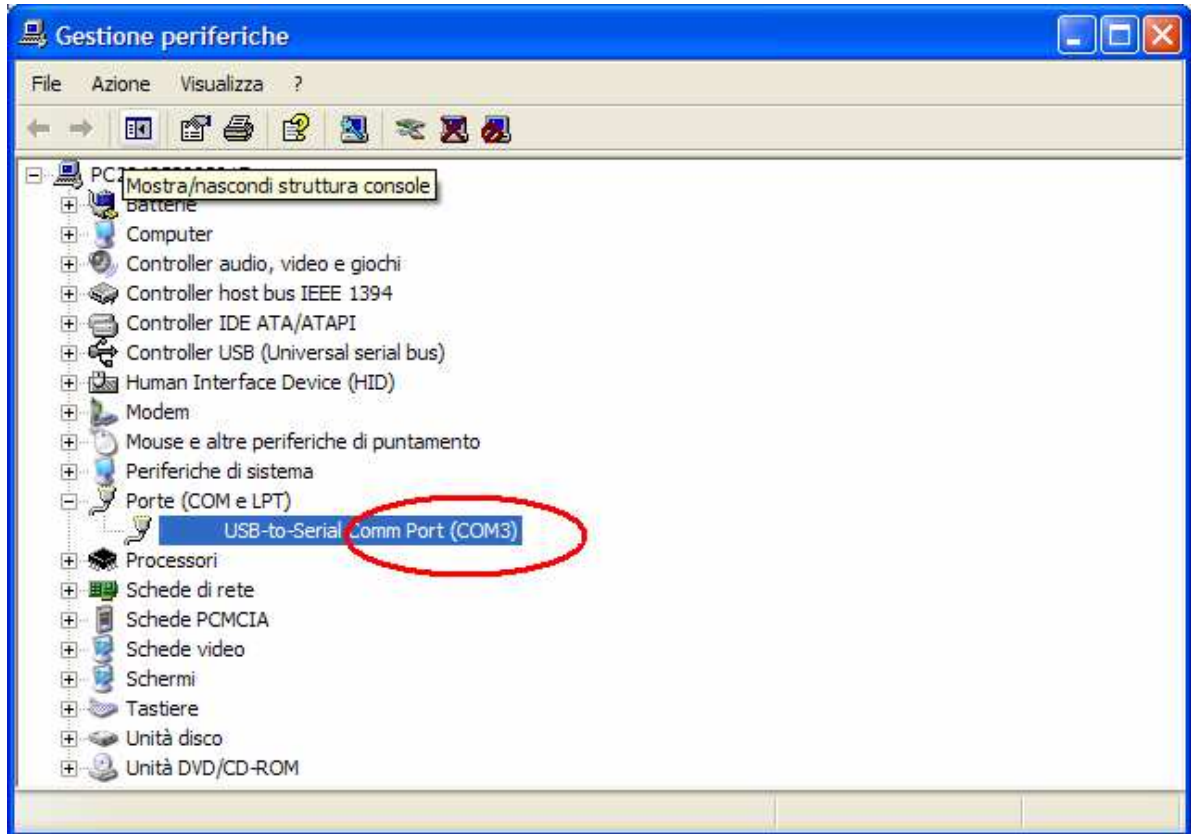 Gestione periferiche
File Azione Visualizza ?
Mostra/nascondi struttura console
Batterie
Computer
Controller audio, video e giochi
Controller host bus IEEE 1394
Controller IDE ATA/ATAPI
Controller USB (Universal serial bus)
Human Interface Device (HID)
Modem
Mouse e altre periferiche di puntamento
Periferiche di sistema
Porte (COM e LPT)
USB-to-Serial Comm Port (COM3)
Processori
Schede di rete
Schede PCMCIA
Schede video
Schermi
Tastiere
Unità disco
Unità DVD/CD-ROM